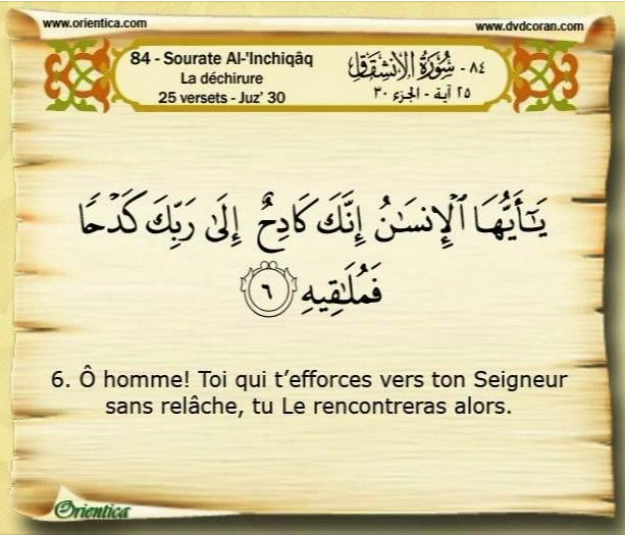 www.orientica.com
www.dvdcoran.com
84 - Sourate Al-'Inchiqâq
La déchirure
25 versets - Juz' 30
٨٤ - سُورَةُ الْإِنْشِقَاقِ
٢٥ آية - الجزء ٣٠
يَـٰٓأَيُّهَا ٱلْإِنسَـٰنُ إِنَّكَ كَادِحٌ إِلَىٰ رَبِّكَ كَدْحًا
فَمُلَـٰقِيهِ ٦
6. Ô homme! Toi qui t’efforces vers ton Seigneur
sans relâche, tu Le rencontreras alors.
Orientica